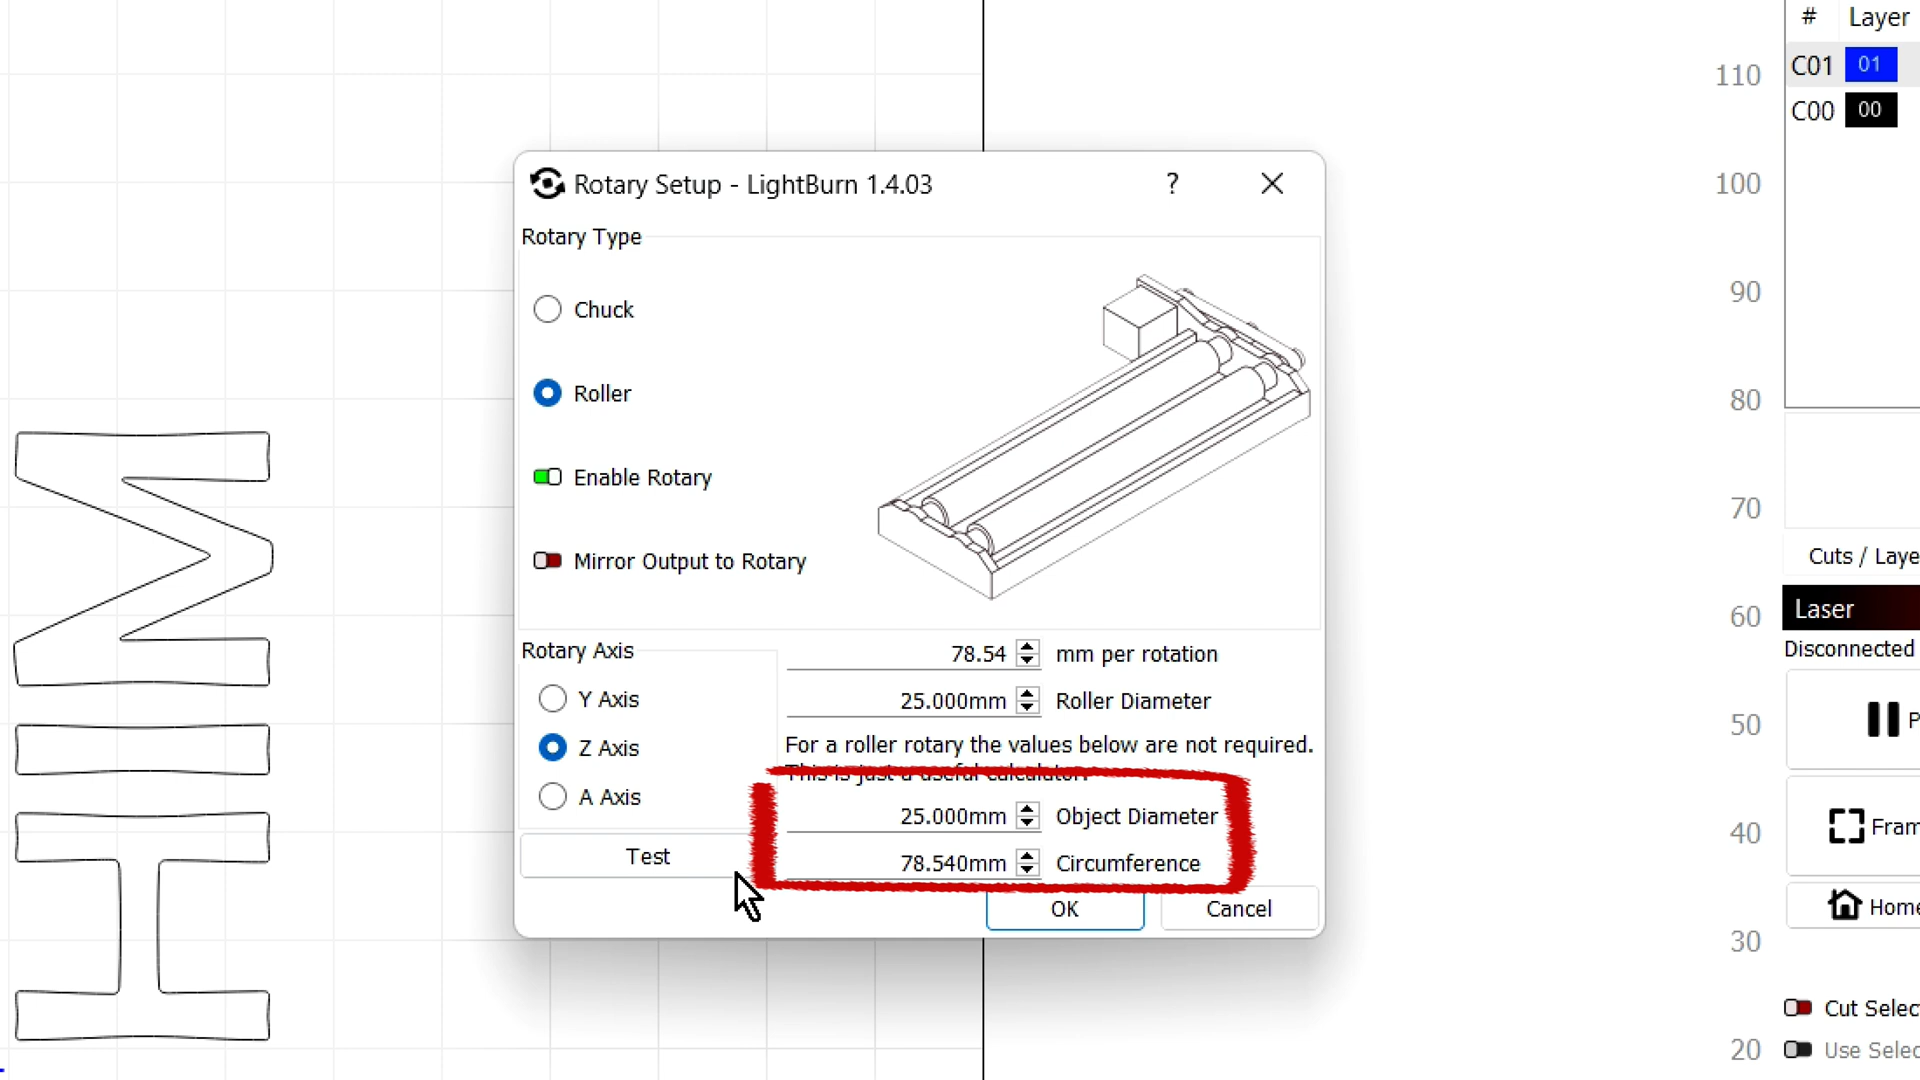 # Layer
C01 01
C00 00
110
100
90
80
70
60
50
40
30
20
Rotary Setup - LightBurn 1.4.03 ?
Rotary Type
Chuck
Roller
Enable Rotary
Mirror Output to Rotary
Rotary Axis
Y Axis
Z Axis
A Axis
Test
78.54 mm per rotation
25.000mm Roller Diameter
For a roller rotary the values below are not required.
This is just a useful calculator.
25.000mm Object Diameter
78.540mm Circumference
OK Cancel
Cuts / Laye
Laser
Disconnected
P
Fram
Home
Cut Selec
Use Selec
HIM